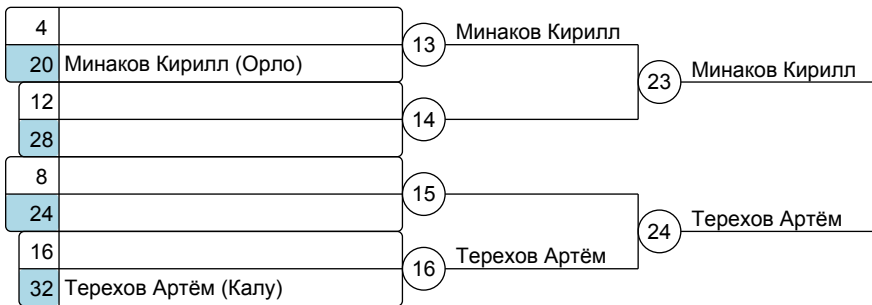 4
13 Минаков Кирилл
20 Минаков Кирилл (Орло)
23 Минаков Кирилл
12
14
28
8
15
24
24 Терехов Артём
16
16 Терехов Артём
32 Терехов Артём (Калу)